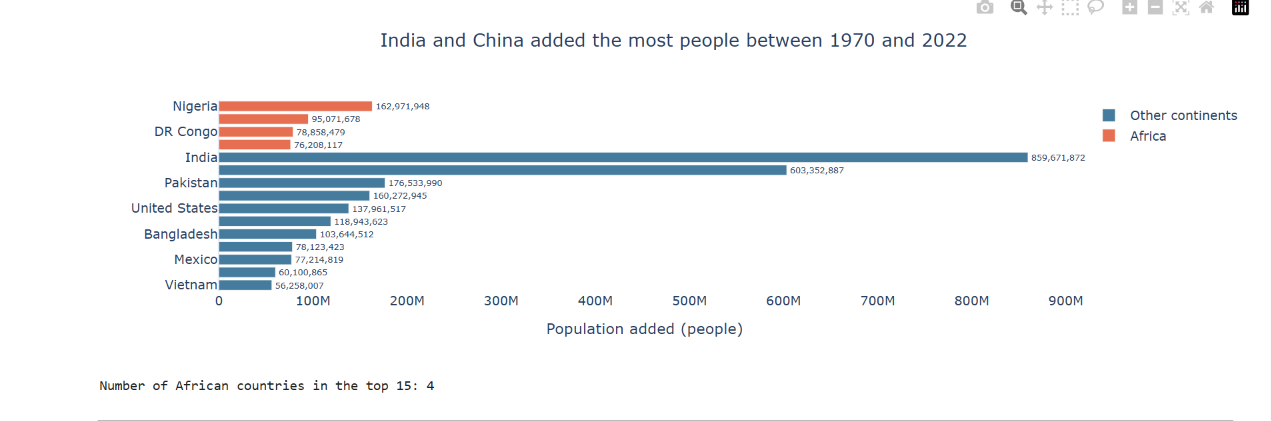 India and China added the most people between 1970 and 2022
Nigeria 162,971,948
95,071,678
DR Congo 78,858,479
76,208,117
India 859,671,872
603,352,887
Pakistan 176,533,990
160,272,945
United States 137,961,517
118,943,623
Bangladesh 103,644,512
78,123,423
Mexico 77,214,819
60,100,865
Vietnam 56,258,007
0 100M 200M 300M 400M 500M 600M 700M 800M 900M
Population added (people)
Other continents
Africa
Number of African countries in the top 15: 4